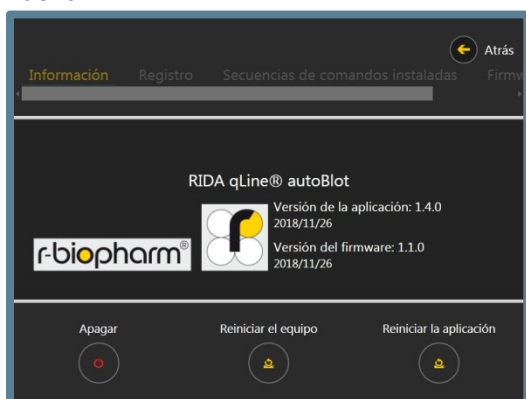 Atrás
Información Registro Secuencias de comandos instaladas Firmw
RIDA qLine® autoBlot
Versión de la aplicación: 1.4.0
2018/11/26
r-biopharm®
Versión del firmware: 1.1.0
2018/11/26
Apagar Reiniciar el equipo Reiniciar la aplicación